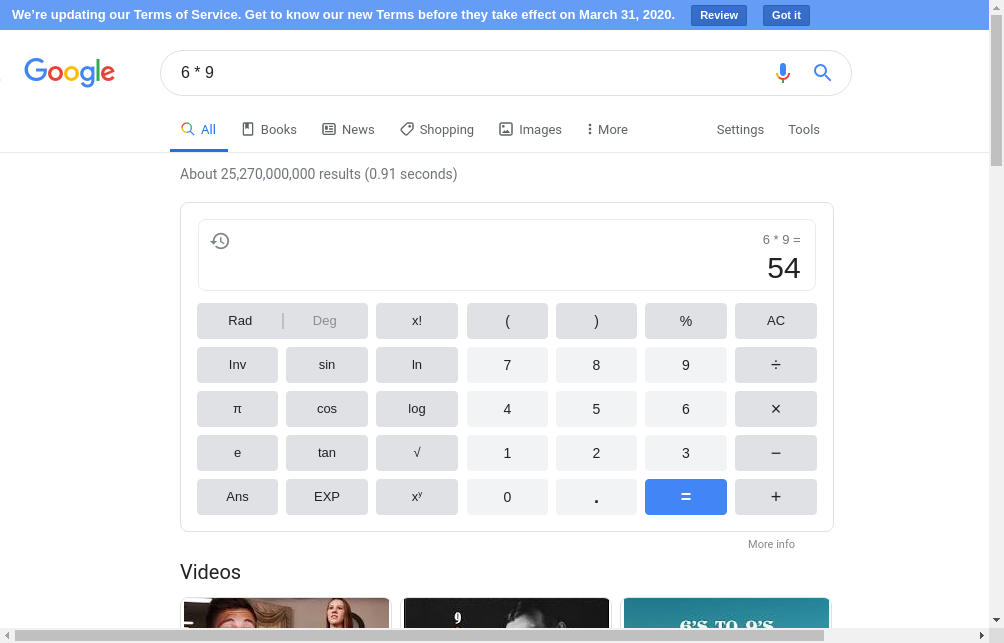 We're updating our Terms of Service. Get to know our new Terms before they take effect on March 31, 2020. Review Got it
Google 6 * 9
All Books News Shopping Images More Settings Tools
About 25,270,000,000 results (0.91 seconds)
6 * 9 =
54
Rad Deg x! ( ) % AC
Inv sin ln 7 8 9 ÷
π cos log 4 5 6 ×
e tan √ 1 2 3 −
Ans EXP xʸ 0 . = +
More info
Videos
9 6'S TO 9'S